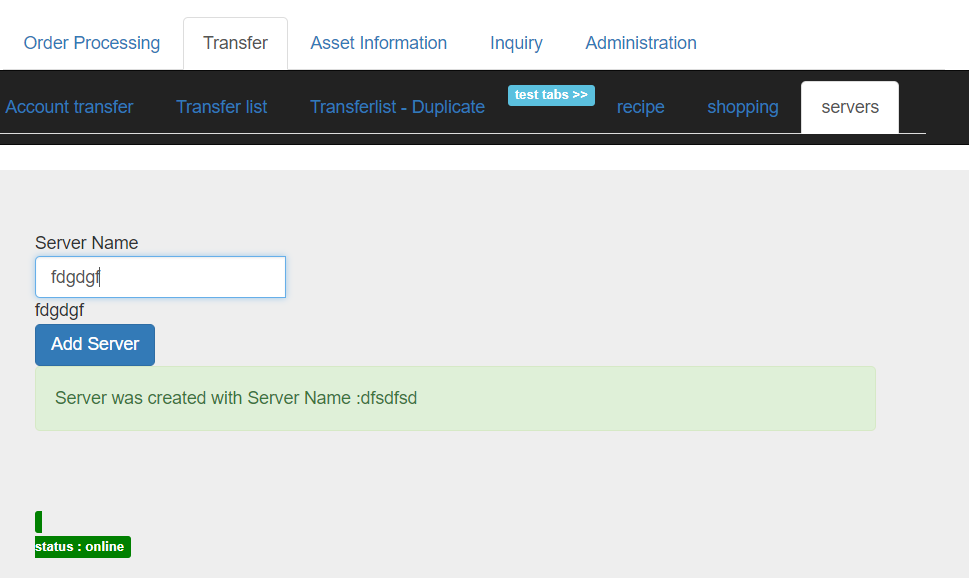 Order Processing Transfer Asset Information Inquiry Administration
Account transfer Transfer list Transferlist - Duplicate test tabs >> recipe shopping servers
Server Name
fdgdgf
fdgdgf
Add Server
Server was created with Server Name :dfsdfsd
status : online